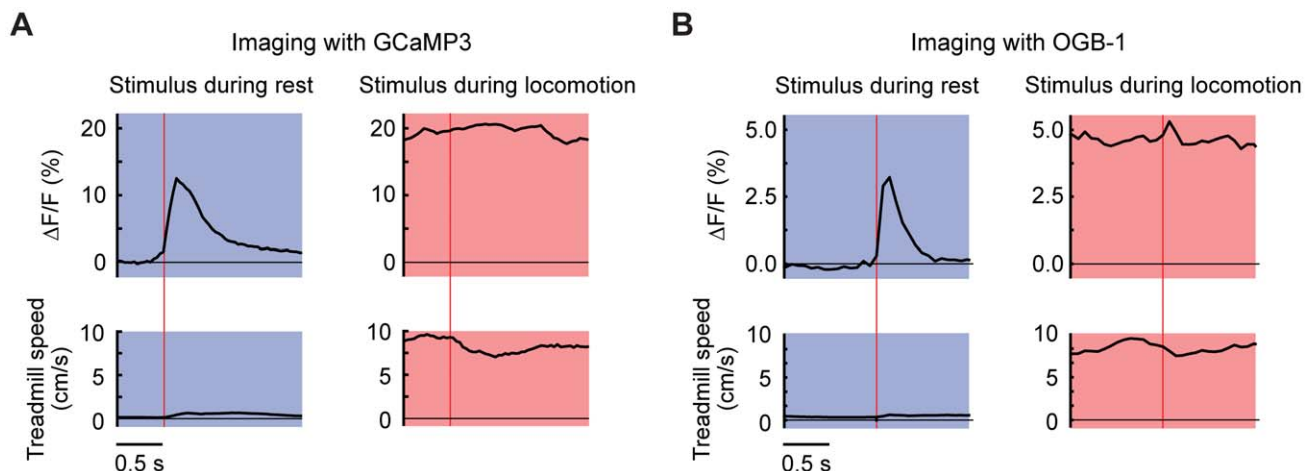 A
Imaging with GCaMP3
Stimulus during rest
Stimulus during locomotion
ΔF/F (%)
20
10
0
20
10
0
Treadmill speed
(cm/s)
10
5
0
10
5
0
0.5 s
B
Imaging with OGB-1
Stimulus during rest
Stimulus during locomotion
ΔF/F (%)
5.0
2.5
0.0
5.0
2.5
0.0
Treadmill speed
(cm/s)
10
5
0
10
5
0
0.5 s